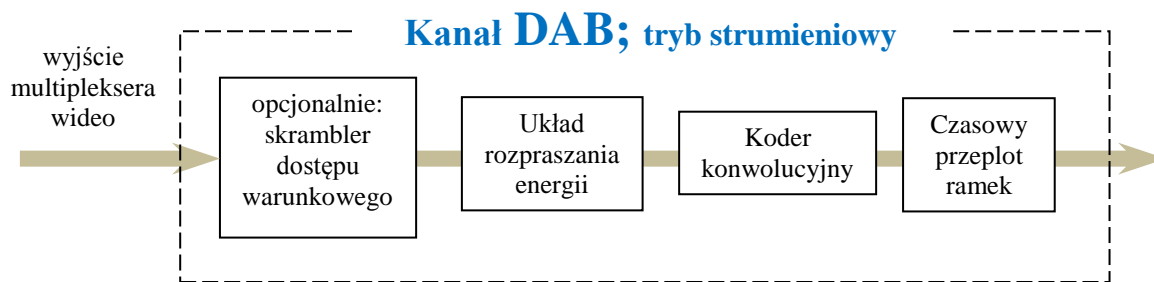 Kanał DAB; tryb strumieniowy
wyjście
multipleksera
wideo
opcjonalnie:
skrambler
dostępu
warunkowego
Układ
rozpraszania
energii
Koder
konwolucyjny
Czasowy
przeplot
ramek